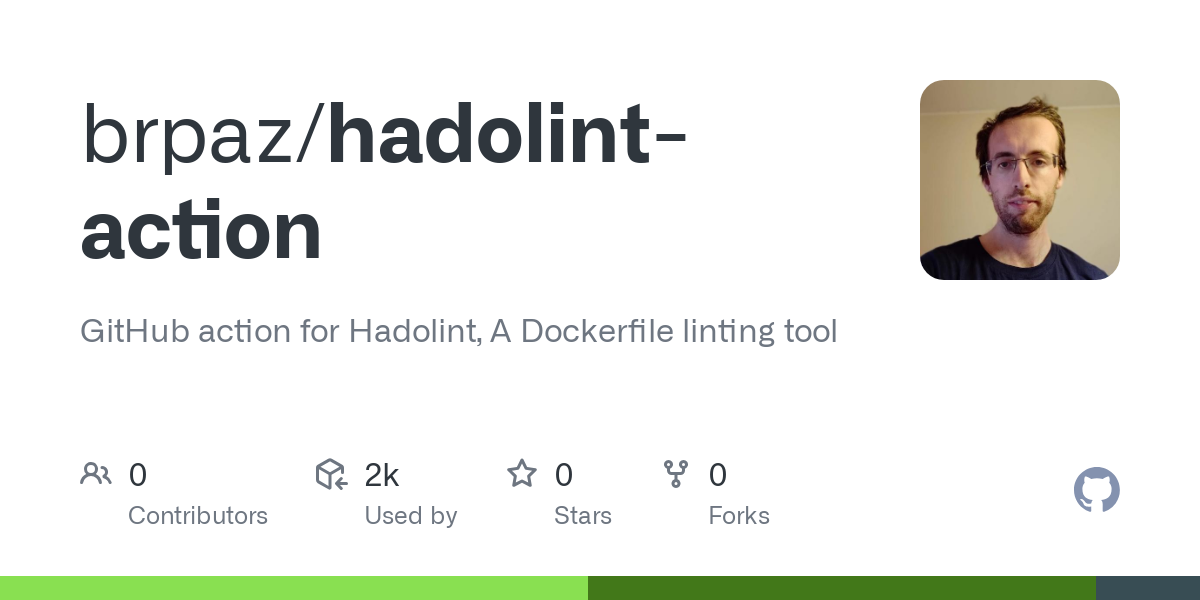 brpaz/hadolint-
action
GitHub action for Hadolint, A Dockerfile linting tool
0 2k 0 0
Contributors Used by Stars Forks